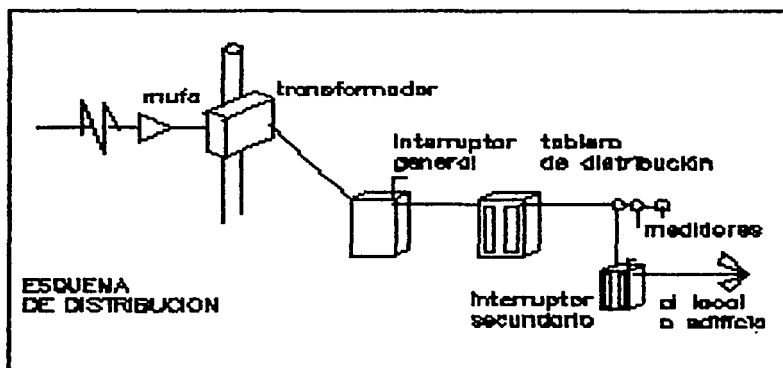 mufa
transformador
interruptor
general
tablero
de distribución
medidores
ESQUEMA
DE DISTRIBUCION
Interruptor
secundario
al local
o edificio